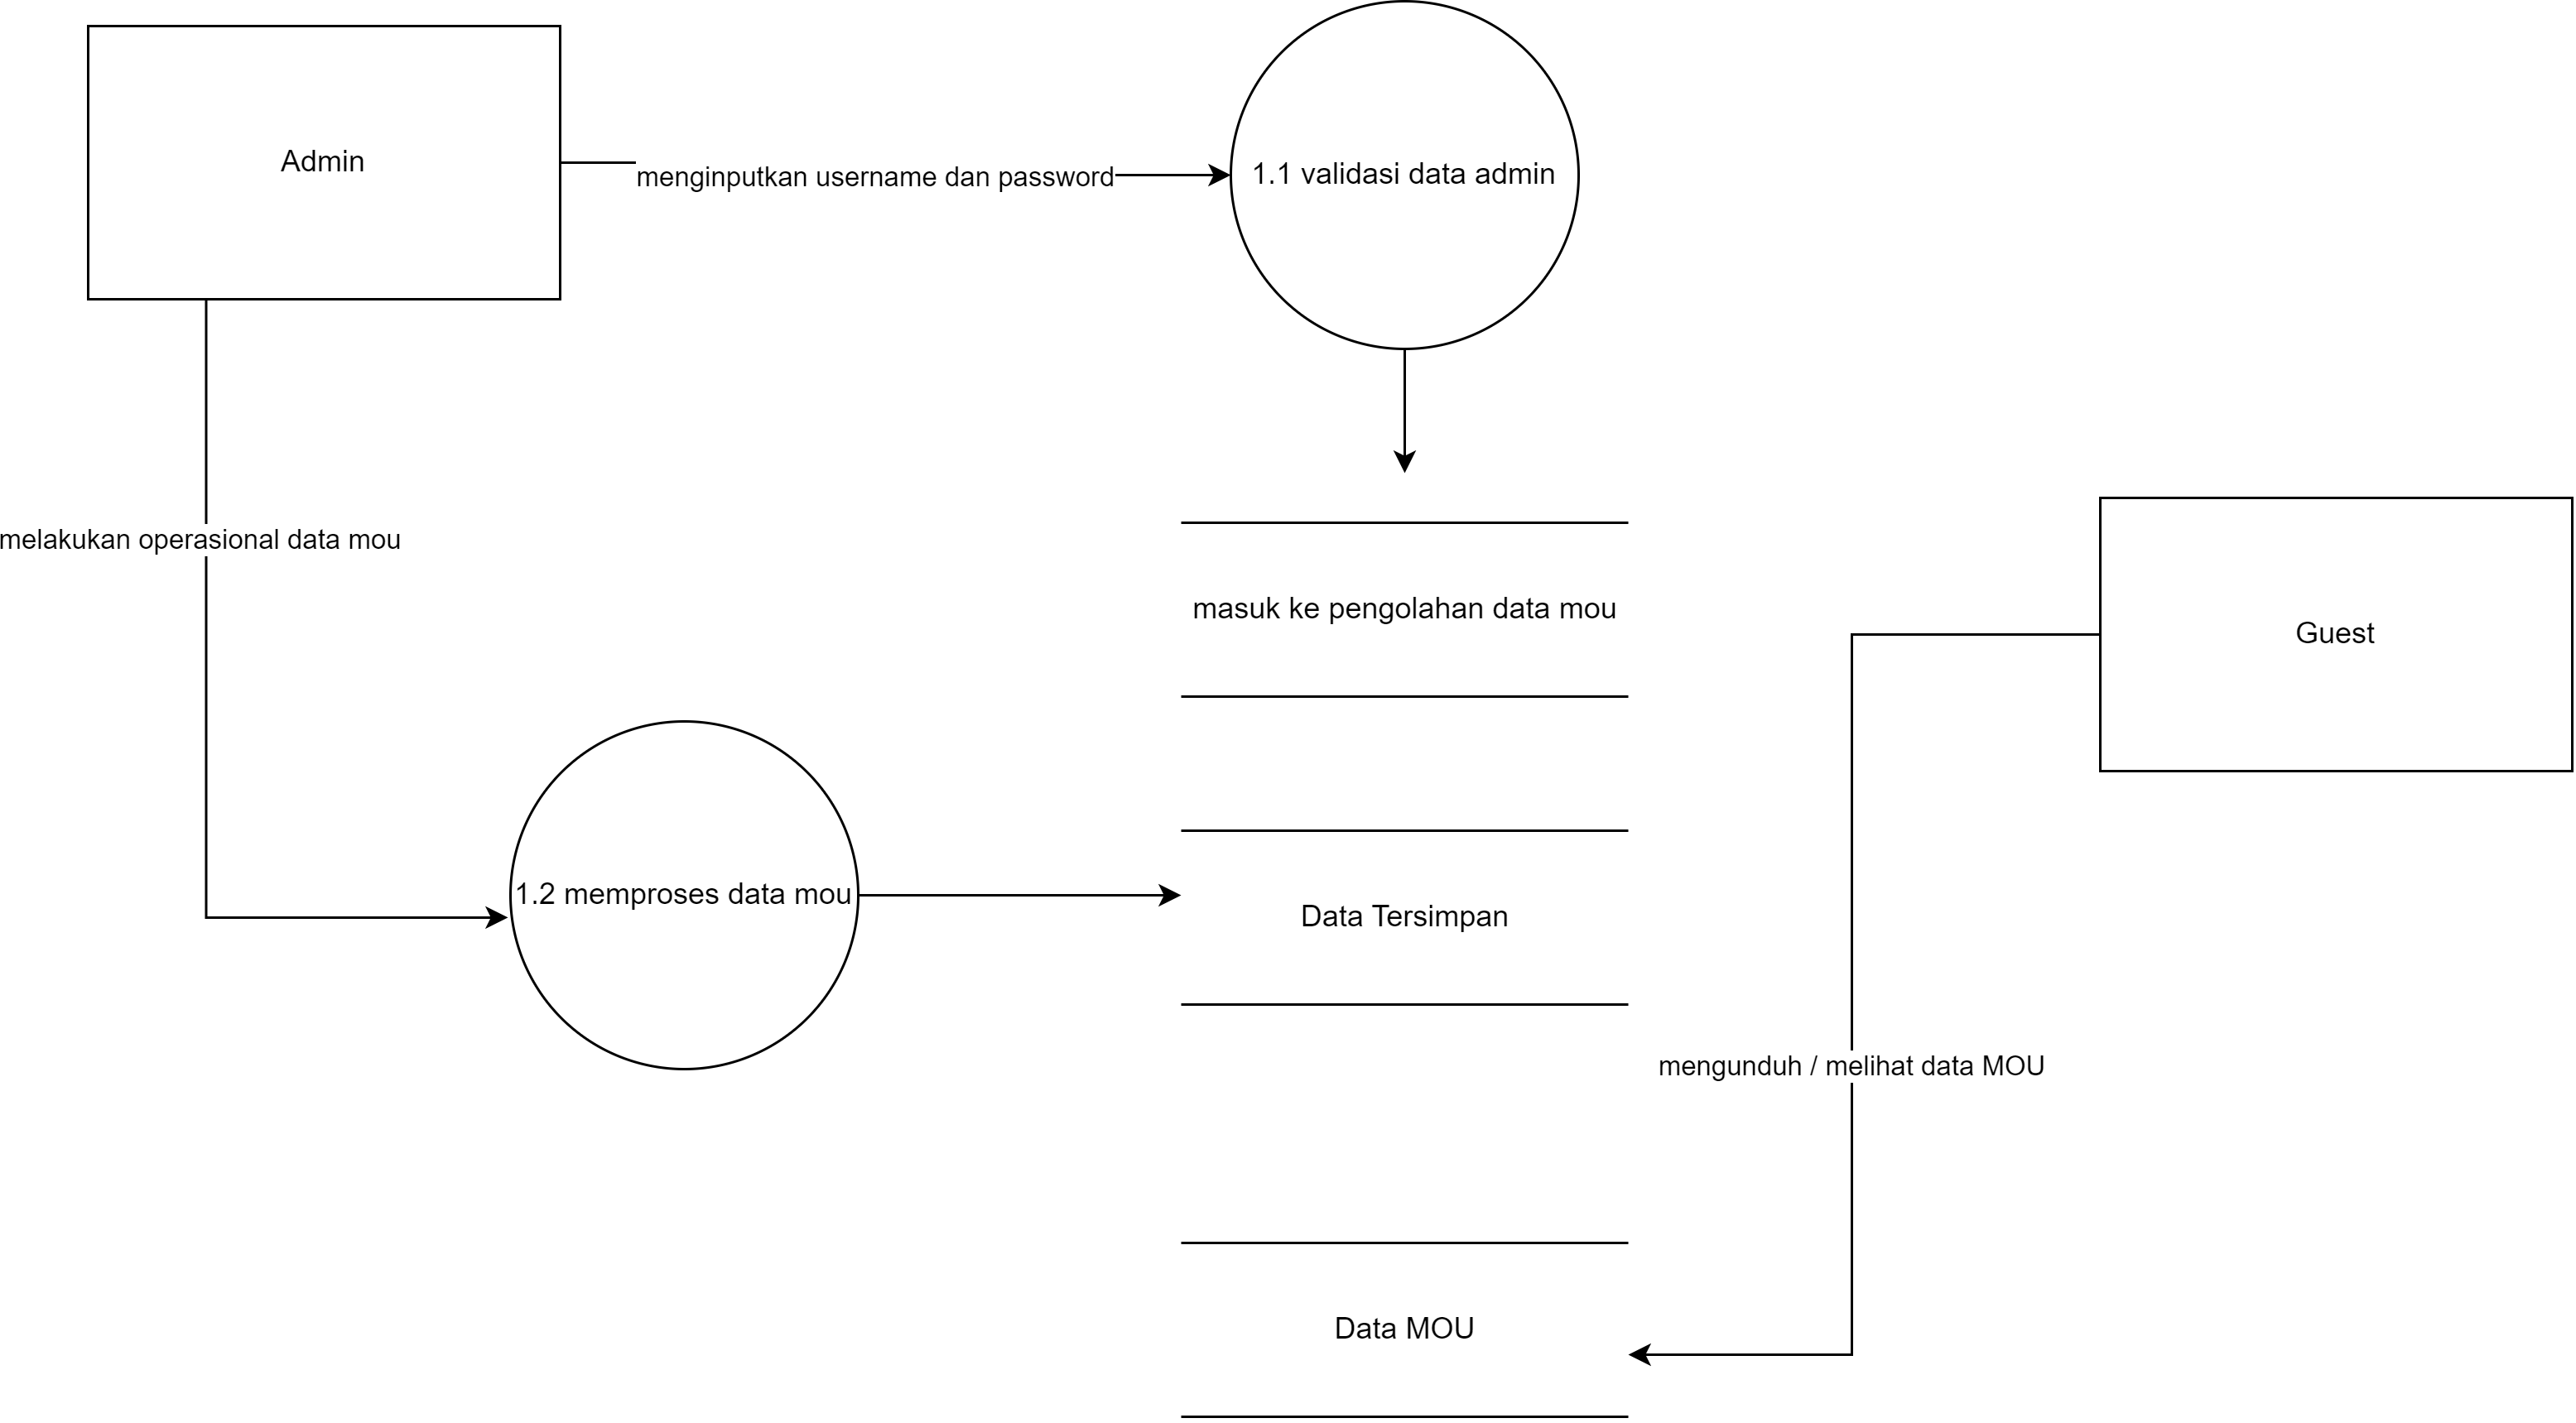 Admin
menginputkan username dan password
1.1 validasi data admin
melakukan operasional data mou
masuk ke pengolahan data mou
Guest
1.2 memproses data mou
Data Tersimpan
mengunduh / melihat data MOU
Data MOU